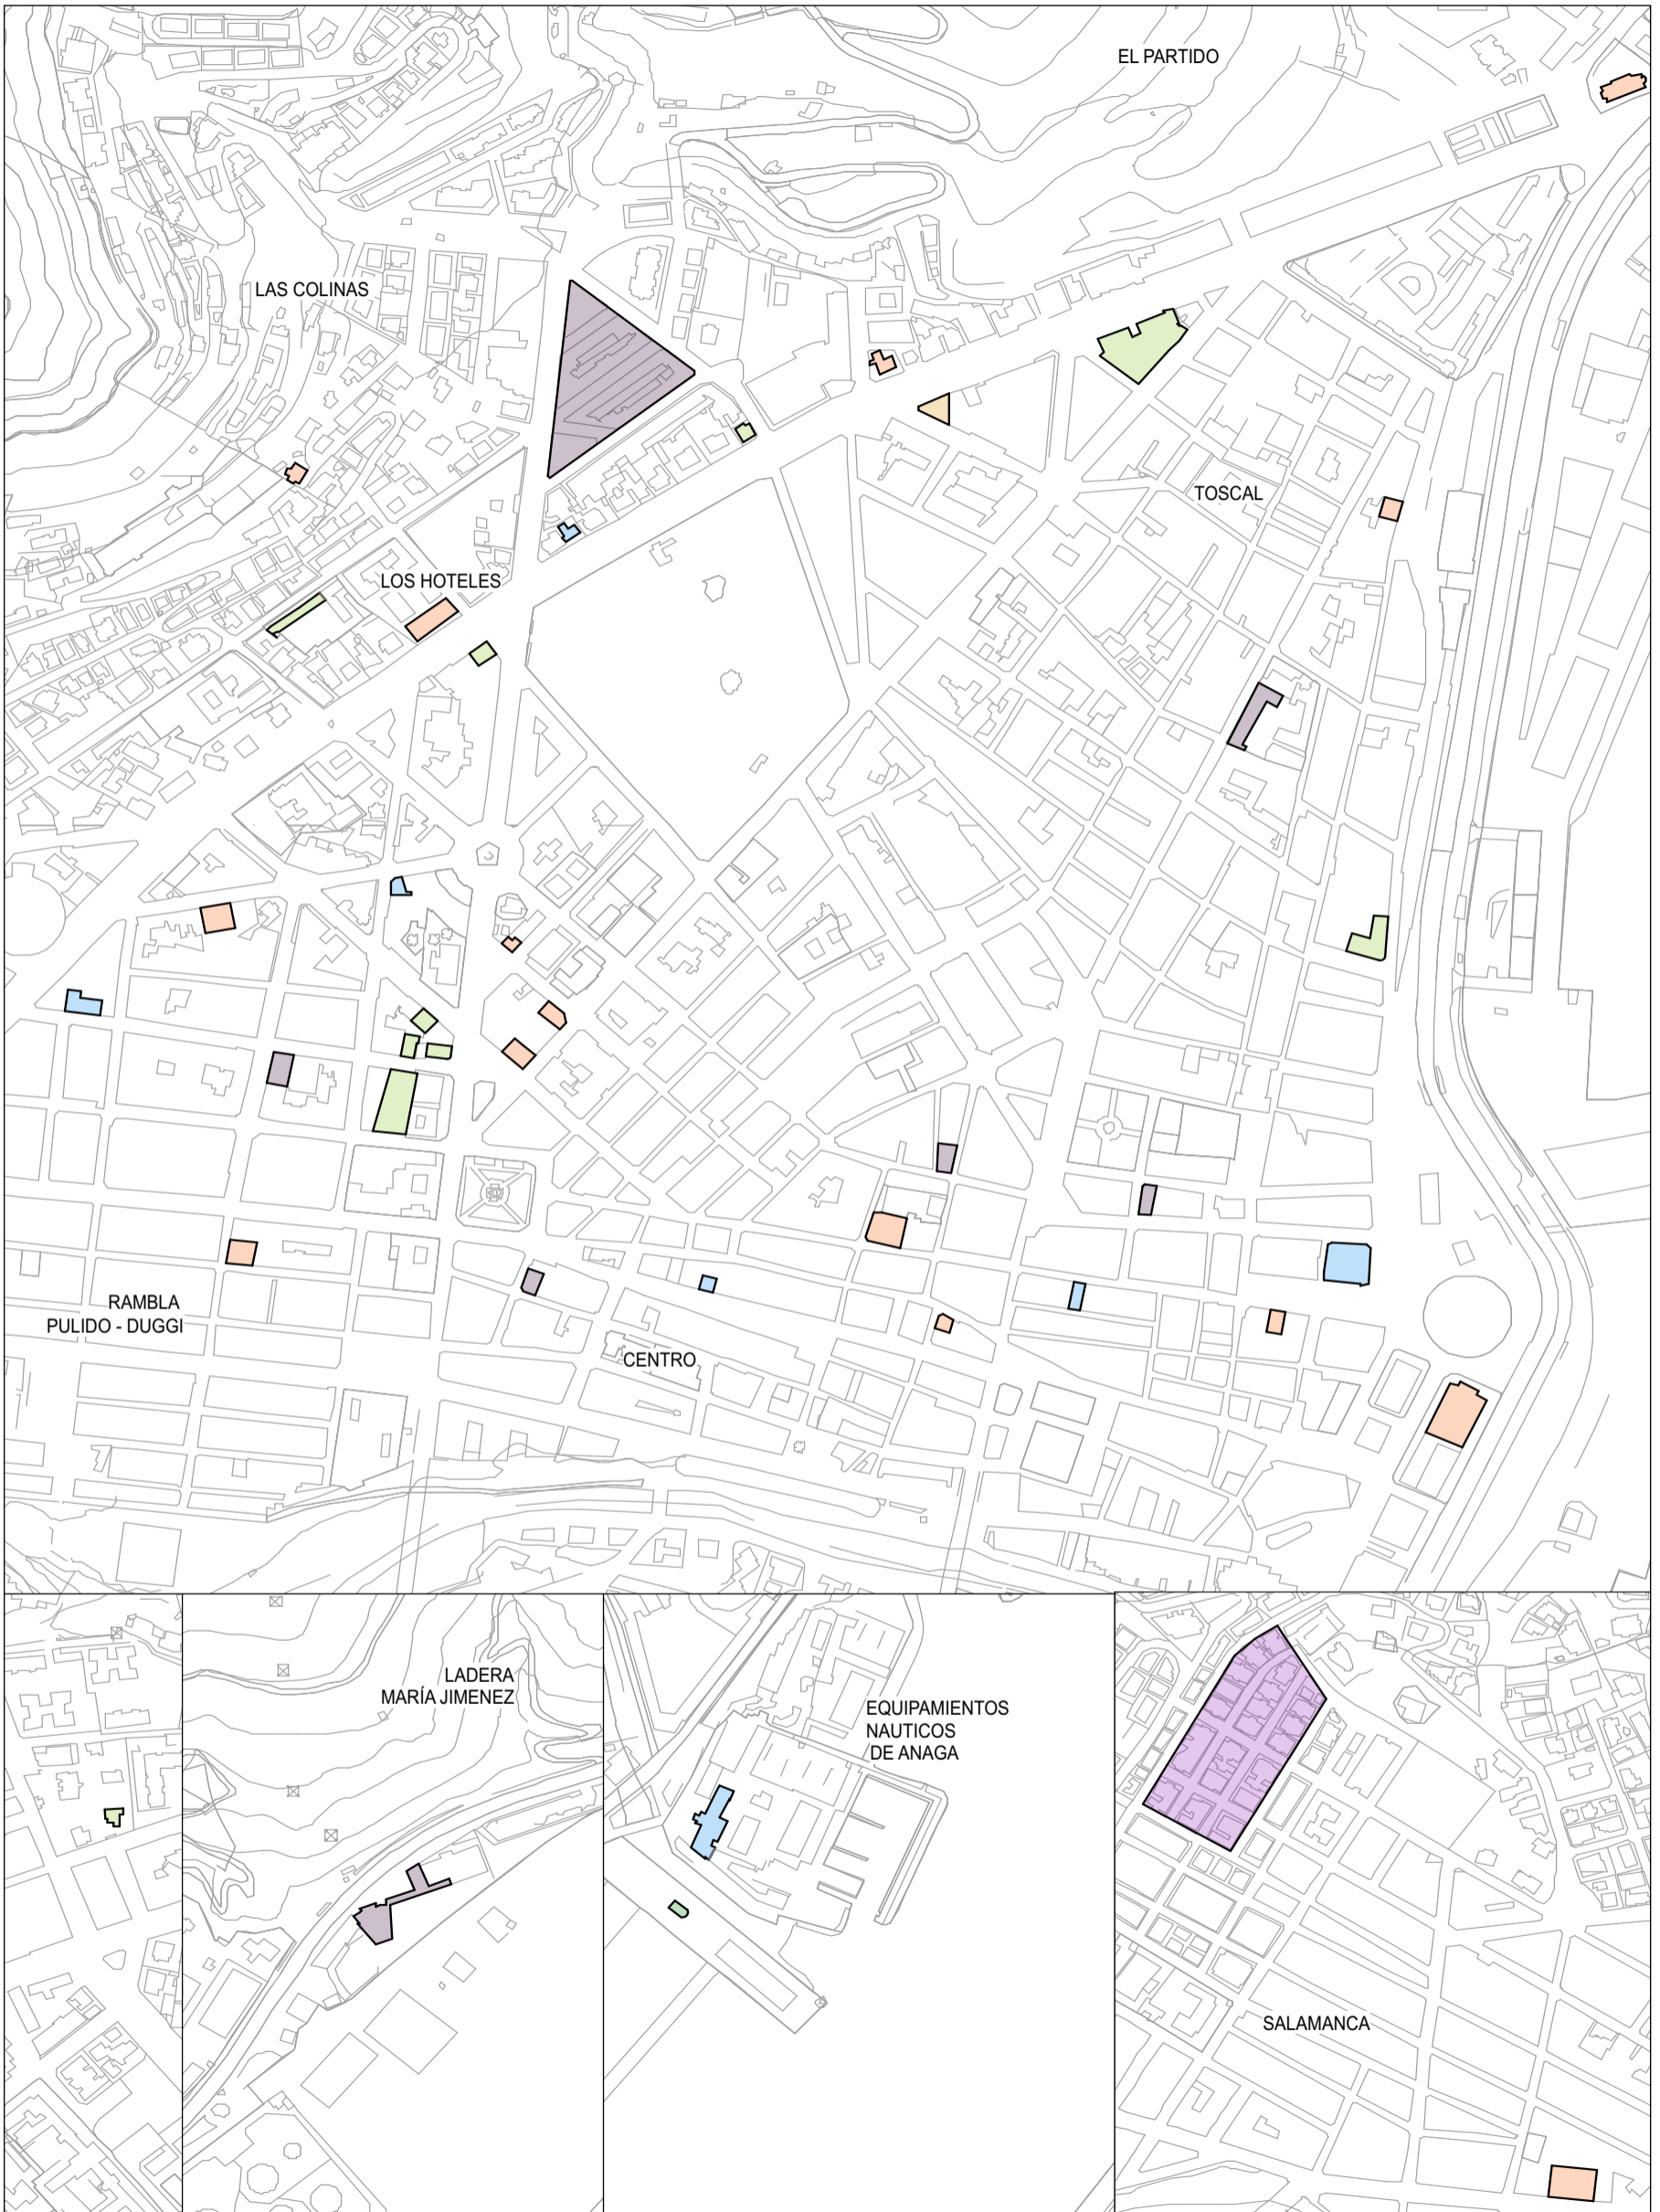 EL PARTIDO
LAS COLINAS
TOSCAL
LOS HOTELES
RAMBLA
PULIDO - DUGGI
CENTRO
LADERA
MARÍA JIMENEZ
EQUIPAMIENTOS
NAUTICOS
DE ANAGA
SALAMANCA